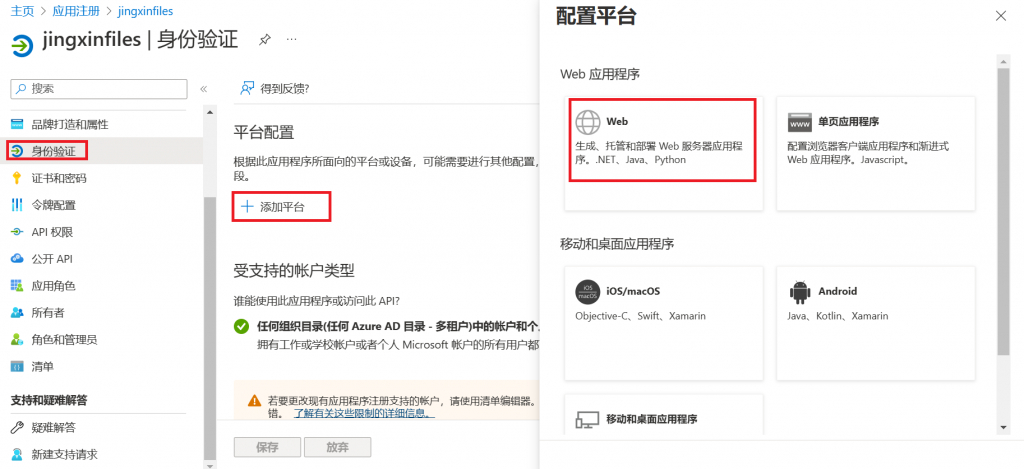 主页 > 应用注册 > jingxinfiles
jingxinfiles | 身份验证
搜索
品牌打造和属性
身份验证
证书和密码
令牌配置
API 权限
公开 API
应用角色
所有者
角色和管理员
清单
支持和疑难解答
疑难解答
新建支持请求
得到反馈?
平台配置
根据此应用程序所面向的平台或设备，可能需要进行其他配置，
段。
添加平台
受支持的帐户类型
谁能使用此应用程序或访问此 API?
任何组织目录(任何 Azure AD 目录 - 多租户)中的帐户和个
拥有工作或学校帐户或者个人 Microsoft 帐户的所有用户都
若要更改现有应用程序注册支持的帐户，请使用清单编辑器。
错。 了解有关这些限制的详细信息。
保存
放弃
配置平台
Web 应用程序
Web
生成、托管和部署 Web 服务器应用程
序。.NET、Java、Python
WWW
单页应用程序
配置浏览器客户端应用程序和渐进式
Web 应用程序。Javascript。
移动和桌面应用程序
iOS
macOS
iOS/macOS
Objective-C、Swift、Xamarin
Android
Java、Kotlin、Xamarin
移动和桌面应用程序